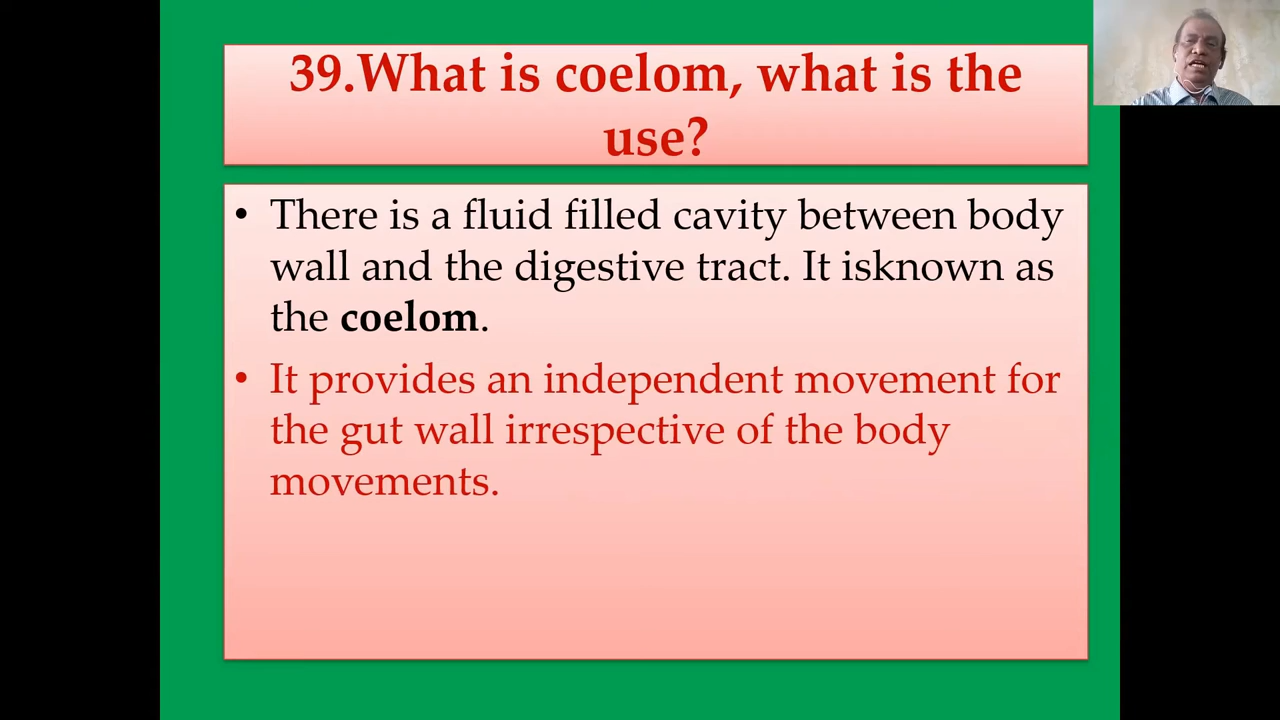 39.What is coelom, what is the
use?
• There is a fluid filled cavity between body
wall and the digestive tract. It isknown as
the coelom.
• It provides an independent movement for
the gut wall irrespective of the body
movements.